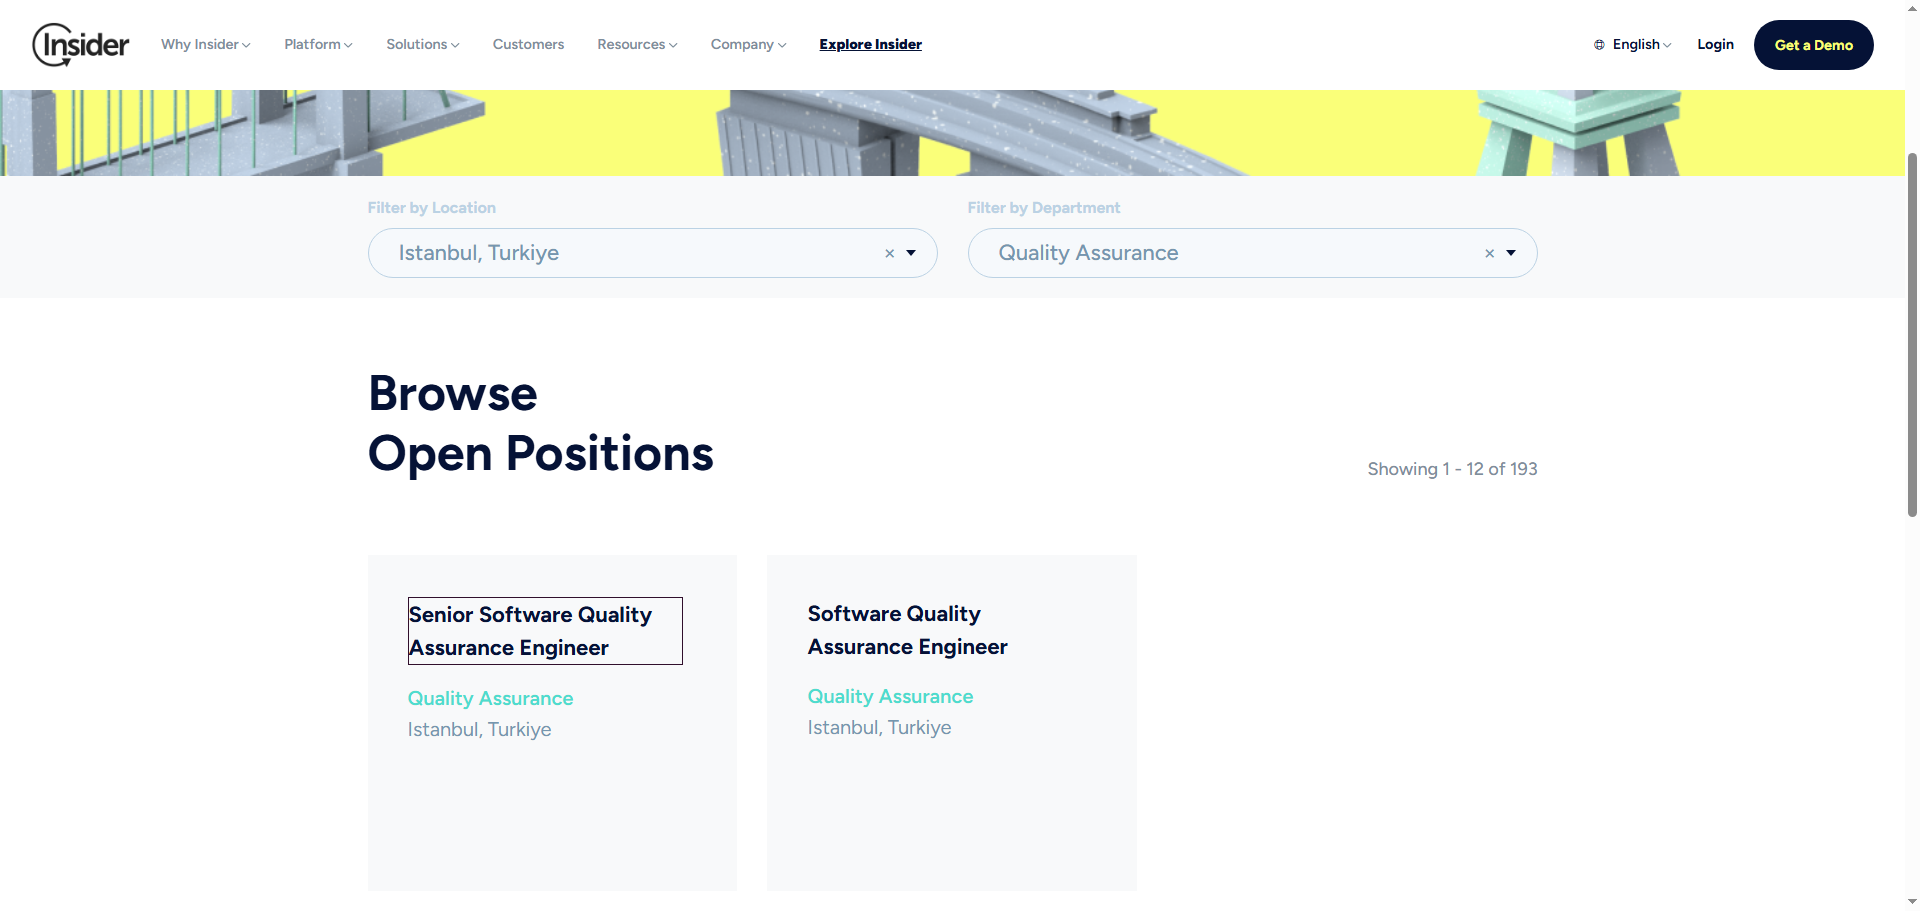 Insider
Why Insider
Platform
Solutions
Customers
Resources
Company
Explore Insider
English
Login
Get a Demo
Filter by Location
Filter by Department
Istanbul, Turkiye
×
Quality Assurance
×
Browse
Open Positions
Showing 1 - 12 of 193
Senior Software Quality
Assurance Engineer
Quality Assurance
Istanbul, Turkiye
Software Quality
Assurance Engineer
Quality Assurance
Istanbul, Turkiye